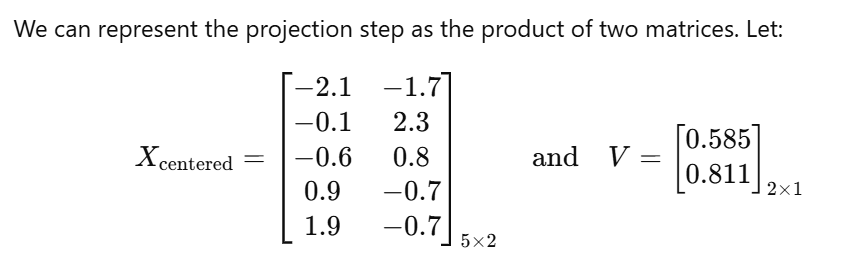 We can represent the projection step as the product of two matrices. Let:
X_centered = [−2.1 −1.7
−0.1 2.3
−0.6 0.8
0.9 −0.7
1.9 −0.7]_5×2 and V = [0.585
0.811]_2×1